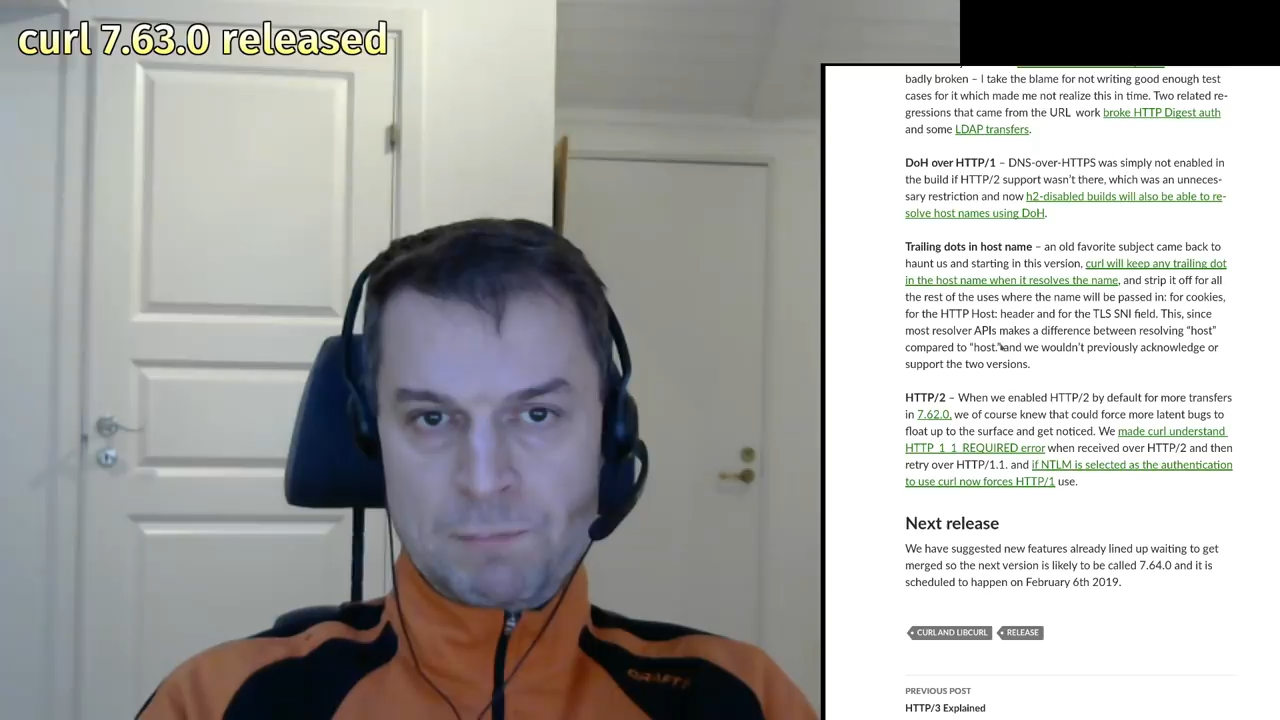 curl 7.63.0 released
badly broken – I take the blame for not writing good enough test
cases for it which made me not realize this in time. Two related re-
gressions that came from the URL work broke HTTP Digest auth
and some LDAP transfers.
DoH over HTTP/1 – DNS-over-HTTPS was simply not enabled in
the build if HTTP/2 support wasn't there, which was an unneces-
sary restriction and now h2-disabled builds will also be able to re-
solve host names using DoH.
Trailing dots in host name – an old favorite subject came back to
haunt us and starting in this version, curl will keep any trailing dot
in the host name when it resolves the name, and strip it off for all
the rest of the uses where the name will be passed in: for cookies,
for the HTTP Host: header and for the TLS SNI field. This, since
most resolver APIs makes a difference between resolving "host"
compared to "host." and we wouldn't previously acknowledge or
support the two versions.
HTTP/2 – When we enabled HTTP/2 by default for more transfers
in 7.62.0, we of course knew that could force more latent bugs to
float up to the surface and get noticed. We made curl understand
HTTP_1_1_REQUIRED error when received over HTTP/2 and then
retry over HTTP/1.1. and if NTLM is selected as the authentication
to use curl now forces HTTP/1 use.
Next release
We have suggested new features already lined up waiting to get
merged so the next version is likely to be called 7.64.0 and it is
scheduled to happen on February 6th 2019.
CURL AND LIBCURL
RELEASE
PREVIOUS POST
HTTP/3 Explained
CRAFT